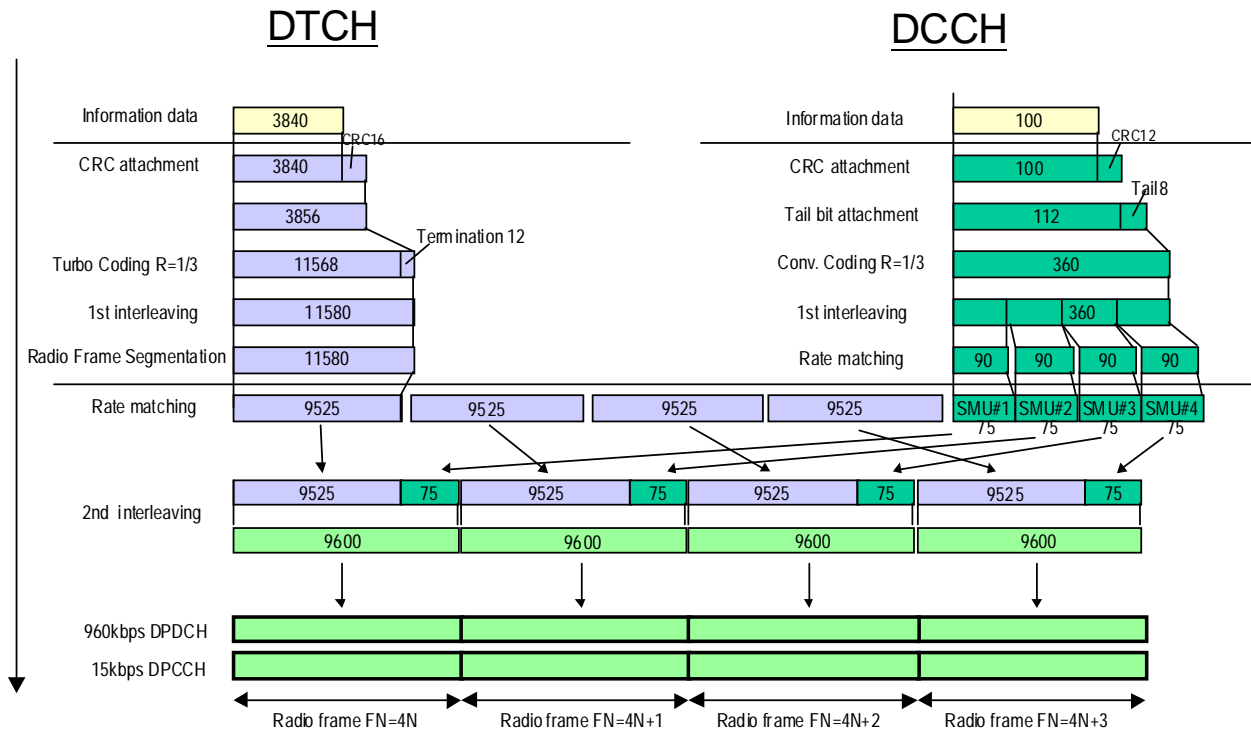 DTCH DCCH
Information data 3840 Information data 100
CRC16 CRC12
CRC attachment 3840 CRC attachment 100
Tail8
3856 Tail bit attachment 112
Termination 12
Turbo Coding R=1/3 11568 Conv. Coding R=1/3 360
1st interleaving 11580 1st interleaving 360
Radio Frame Segmentation 11580 Rate matching 90 90 90 90
Rate matching 9525 9525 9525 9525 SMU#1 SMU#2 SMU#3 SMU#4
75 75 75 75
9525 75 9525 75 9525 75 9525 75
2nd interleaving
9600 9600 9600 9600
960kbps DPDCH
15kbps DPCCH
Radio frame FN=4N Radio frame FN=4N+1 Radio frame FN=4N+2 Radio frame FN=4N+3